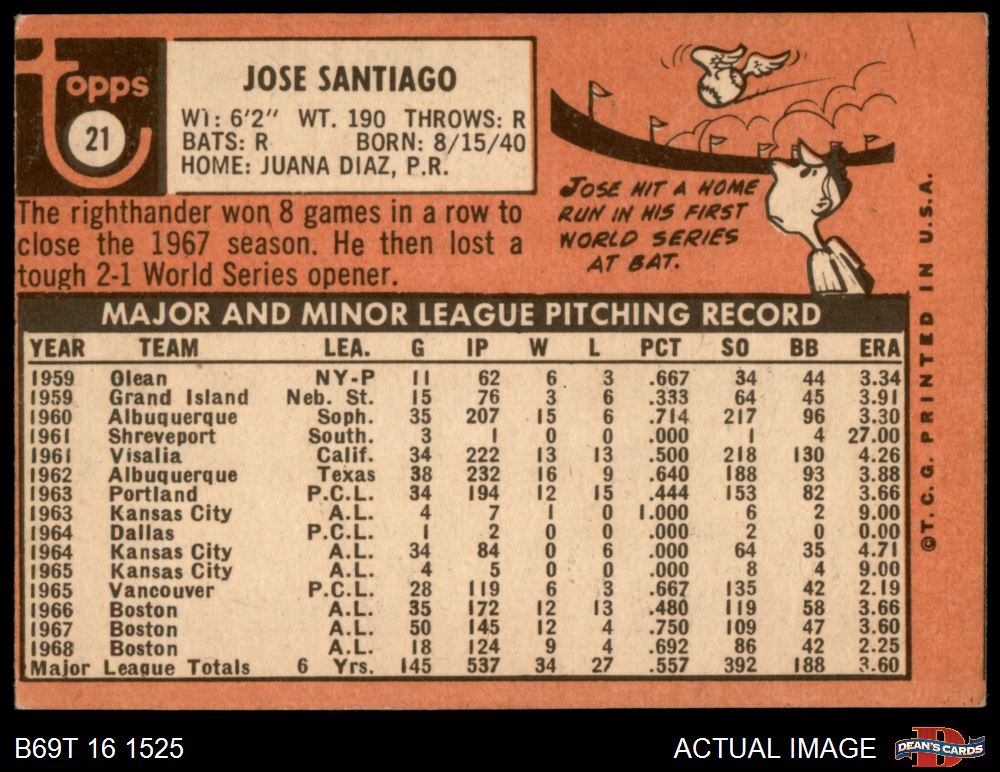 Topps
21
JOSE SANTIAGO
WT: 6'2" WT. 190 THROWS: R
BATS: R BORN: 8/15/40
HOME: JUANA DIAZ, P.R.
The righthander won 8 games in a row to
close the 1967 season. He then lost a
tough 2-1 World Series opener.
JOSE HIT A HOME
RUN IN HIS FIRST
WORLD SERIES
AT BAT.
MAJOR AND MINOR LEAGUE PITCHING RECORD
YEAR TEAM LEA. G IP W L PCT SO BB ERA
1959 Olean NY-P 11 62 6 3 .667 34 44 3.34
1959 Grand Island Neb. St. 15 76 3 6 .333 64 45 3.91
1960 Albuquerque Soph. 35 207 15 6 .714 217 96 3.30
1961 Shreveport South. 3 1 0 0 .000 1 4 27.00
1961 Visalia Calif. 34 222 13 13 .500 218 130 4.26
1962 Albuquerque Texas 38 232 16 9 .640 188 93 3.88
1963 Portland P.C.L. 34 194 12 15 .444 153 82 3.66
1963 Kansas City A.L. 4 7 1 0 1.000 6 2 9.00
1964 Dallas P.C.L. 1 2 0 0 .000 2 0 0.00
1964 Kansas City A.L. 34 84 0 6 .000 64 35 4.71
1965 Kansas City A.L. 4 5 0 0 .000 8 4 9.00
1965 Vancouver P.C.L. 28 119 6 3 .667 135 42 2.19
1966 Boston A.L. 35 172 12 13 .480 119 58 3.66
1967 Boston A.L. 50 145 12 4 .750 109 47 3.60
1968 Boston A.L. 18 124 9 4 .692 86 42 2.25
Major League Totals 6 Yrs. 145 537 34 27 .557 392 188 3.60
©T.C.G. PRINTED IN U.S.A.
B69T 16 1525
ACTUAL IMAGE
DEAN'S CARDS